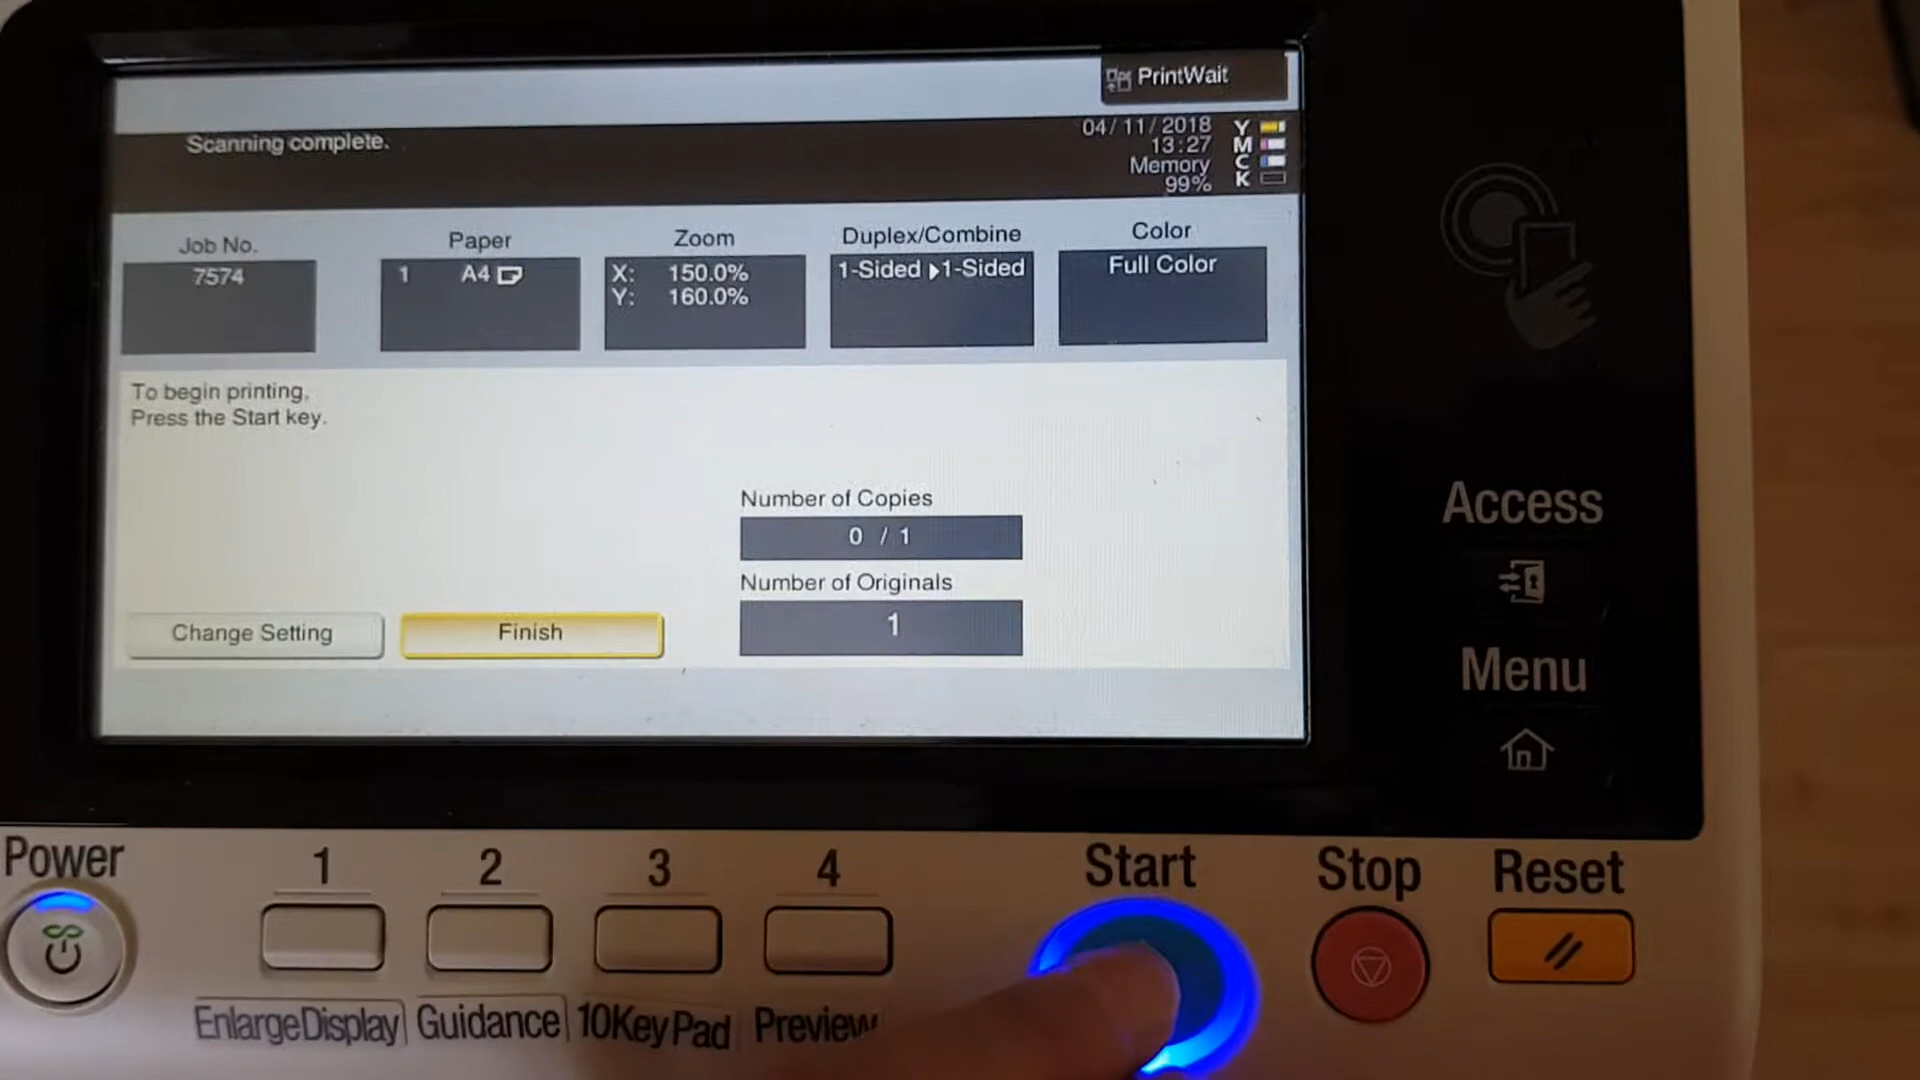 PrintWait
Scanning complete.
04/11/2018
13:27
Memory
99%
Y
M
C
K
Job No.
7574
Paper
1 A4
Zoom
X: 150.0%
Y: 160.0%
Duplex/Combine
1-Sided ▶1-Sided
Color
Full Color
To begin printing,
Press the Start key.
Number of Copies
0 / 1
Number of Originals
1
Change Setting
Finish
Access
Menu
Power
1
2
3
4
Start
Stop
Reset
EnlargeDisplay
Guidance
10KeyPad
Preview